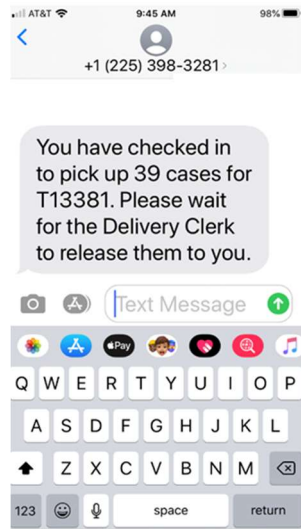 AT&T 9:45 AM 98%
+1 (225) 398-3281
You have checked in
to pick up 39 cases for
T13381. Please wait
for the Delivery Clerk
to release them to you.
Text Message
Pay
Q W E R T Y U I O P
A S D F G H J K L
Z X C V B N M
123 space return